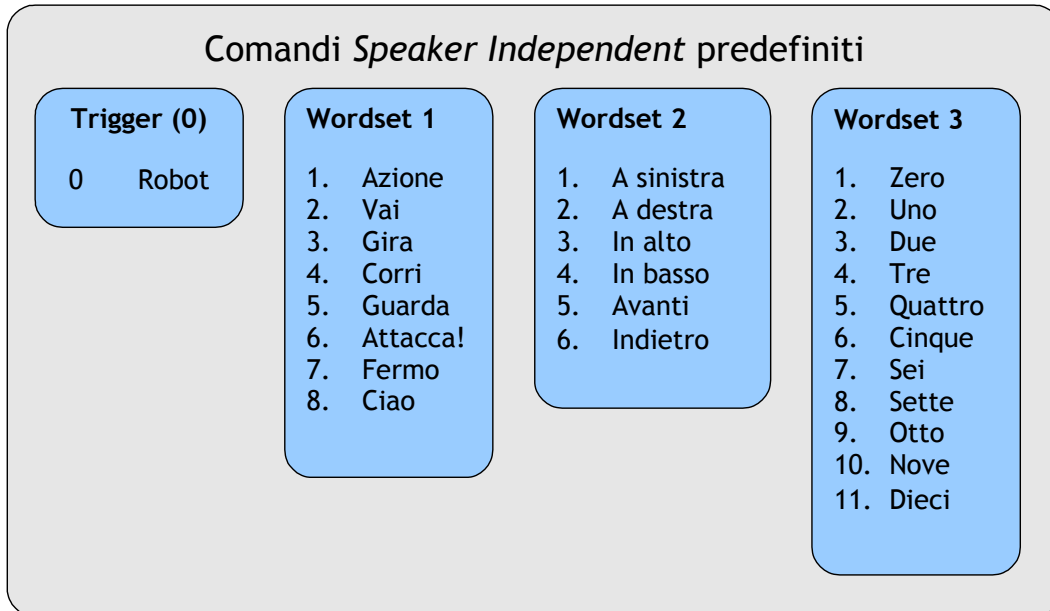 Comandi Speaker Independent predefiniti
Trigger (0)
0 Robot
Wordset 1
1. Azione
2. Vai
3. Gira
4. Corri
5. Guarda
6. Attacca!
7. Fermo
8. Ciao
Wordset 2
1. A sinistra
2. A destra
3. In alto
4. In basso
5. Avanti
6. Indietro
Wordset 3
1. Zero
2. Uno
3. Due
4. Tre
5. Quattro
6. Cinque
7. Sei
8. Sette
9. Otto
10. Nove
11. Dieci